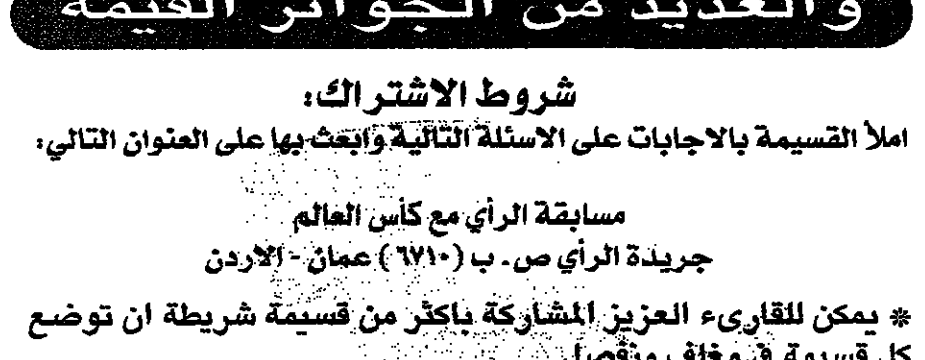 والعديد من الجوائز القيمة
شروط الاشتراك:
املأ القسيمة بالاجابات على الاسئلة التالية وابعث بها على العنوان التالي:
مسابقة الرأي مع كأس العالم
جريدة الرأي ص.ب (٦٧١٠) عمان - الاردن
* يمكن للقارىء العزيز المشاركة باكثر من قسيمة شريطة ان توضع
كل قسيمة في مغلف منفصل